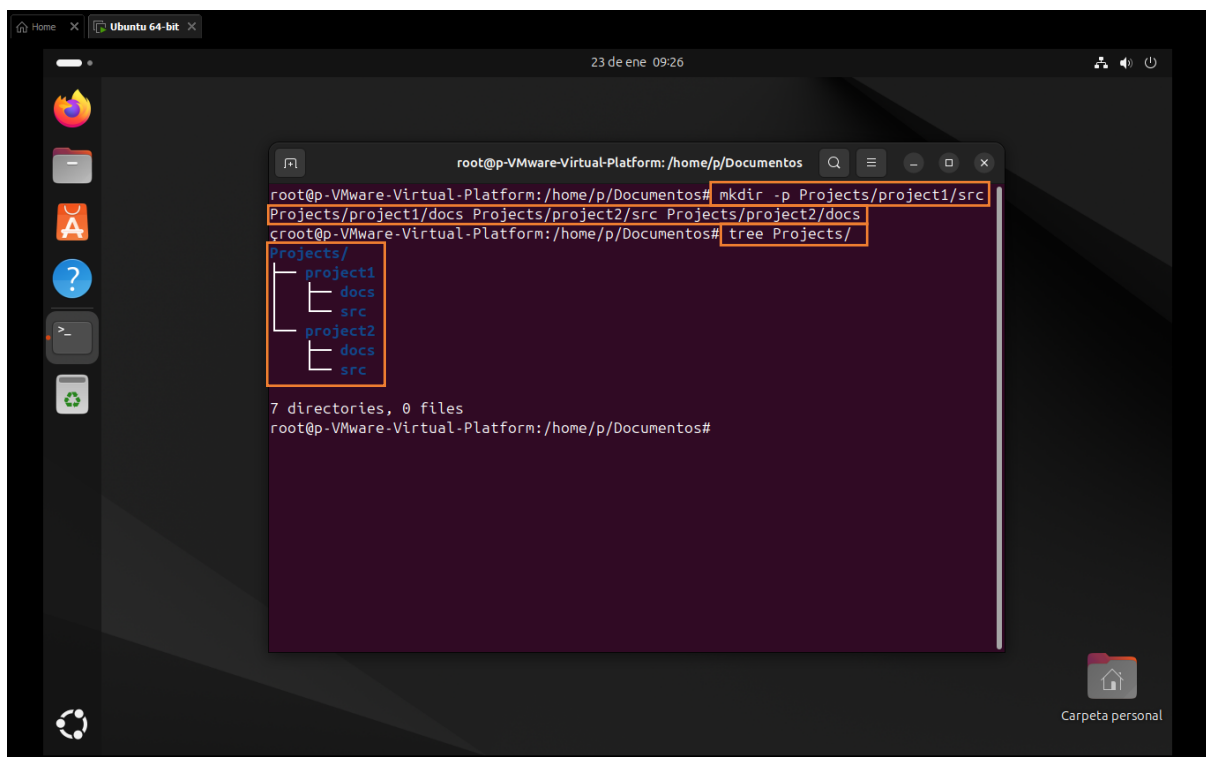 Home
Ubuntu 64-bit
23 de ene 09:26
root@p-VMware-Virtual-Platform: /home/p/Documentos
root@p-VMware-Virtual-Platform:/home/p/Documentos# mkdir -p Projects/project1/src
Projects/project1/docs Projects/project2/src Projects/project2/docs
çroot@p-VMware-Virtual-Platform:/home/p/Documentos# tree Projects/
Projects/
├── project1
│   ├── docs
│   └── src
└── project2
    ├── docs
    └── src
7 directories, 0 files
root@p-VMware-Virtual-Platform:/home/p/Documentos#
Carpeta personal